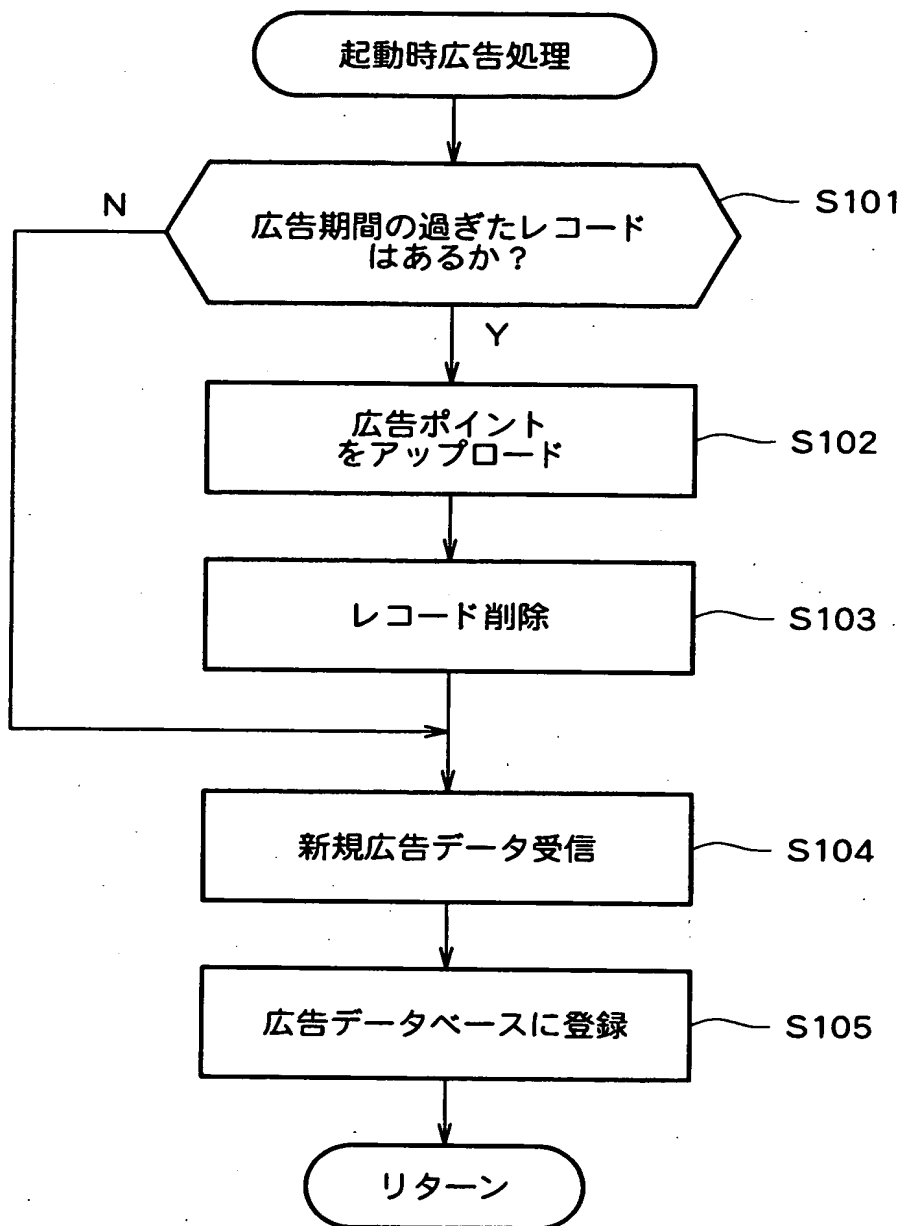 起動時広告処理
N
S101
広告期間の過ぎたレコード
はあるか？
Y
広告ポイント
をアップロード
S102
レコード削除
S103
新規広告データ受信
S104
広告データベースに登録
S105
リターン